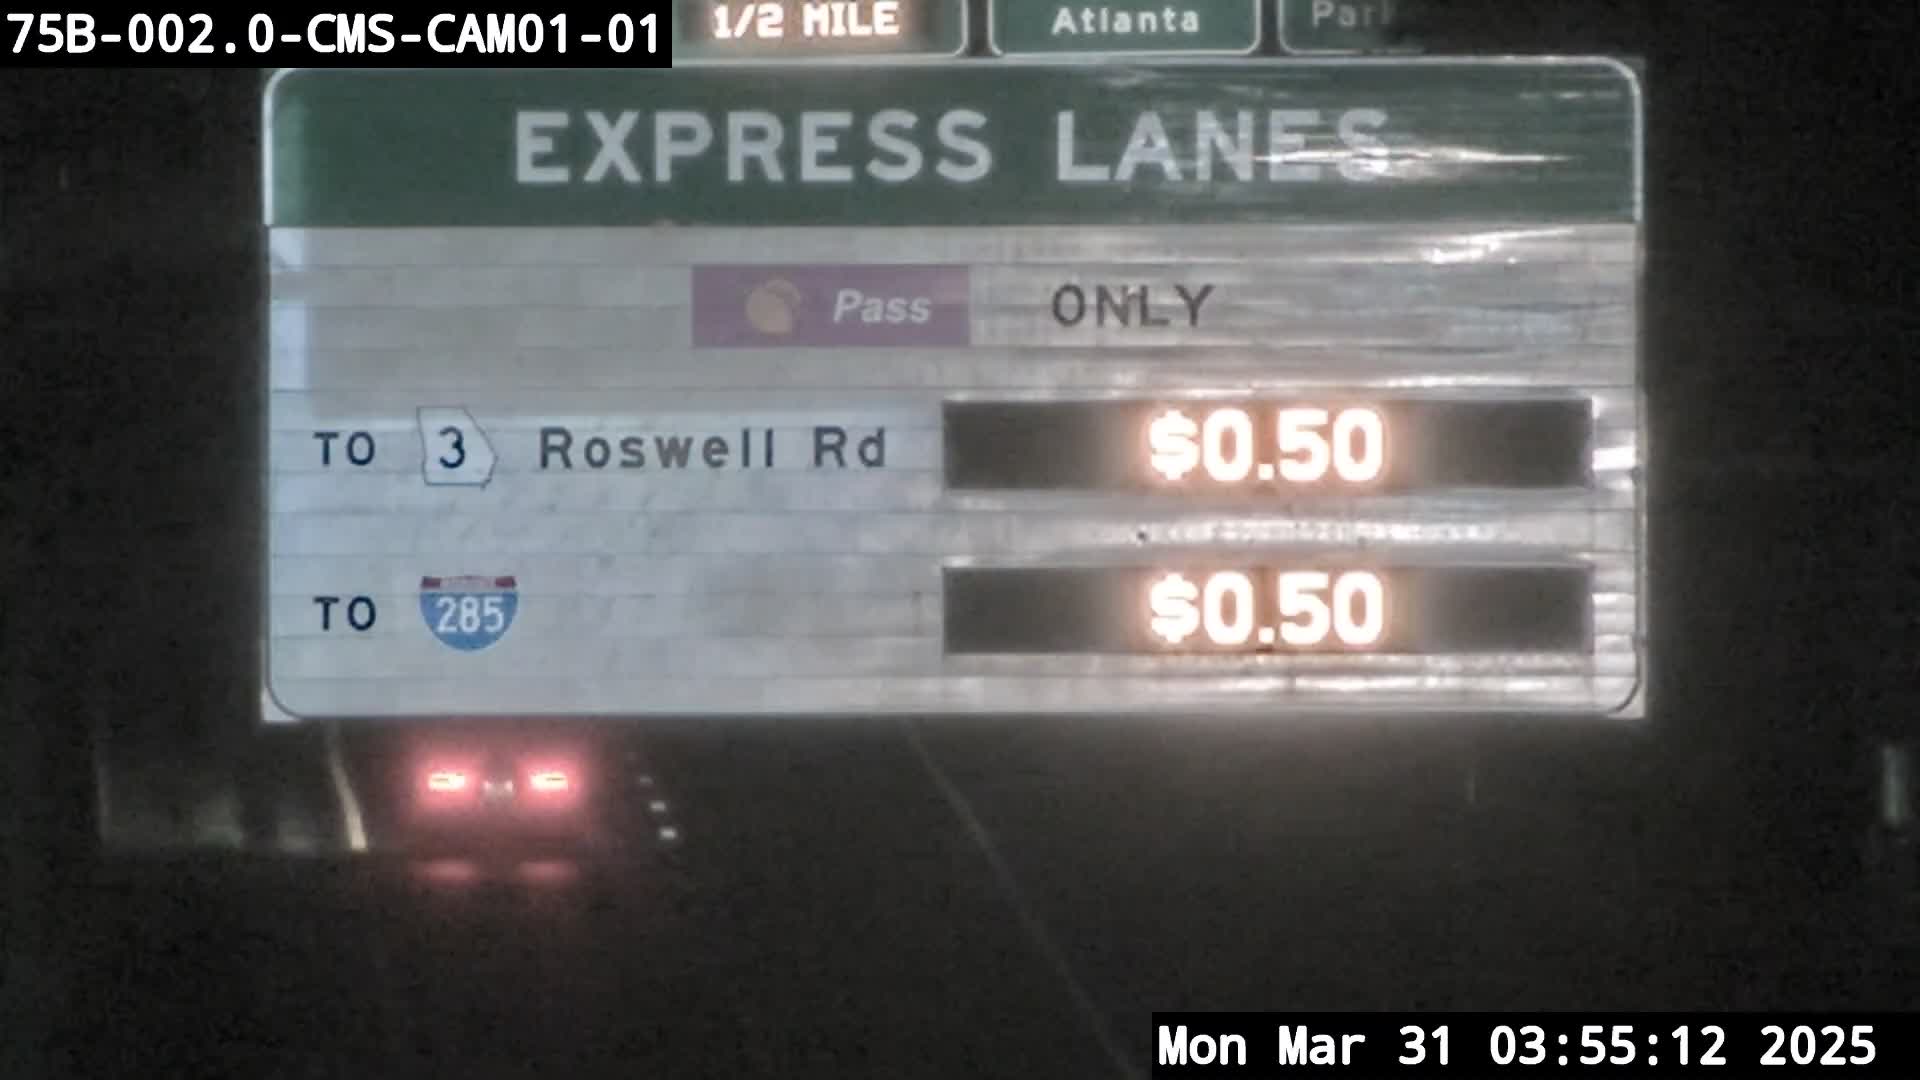 75B-002.0-CMS-CAM01-01
1/2 MILE
Atlanta
EXPRESS LANES
Pass ONLY
TO 3 Roswell Rd $0.50
TO 285 $0.50
Mon Mar 31 03:55:12 2025